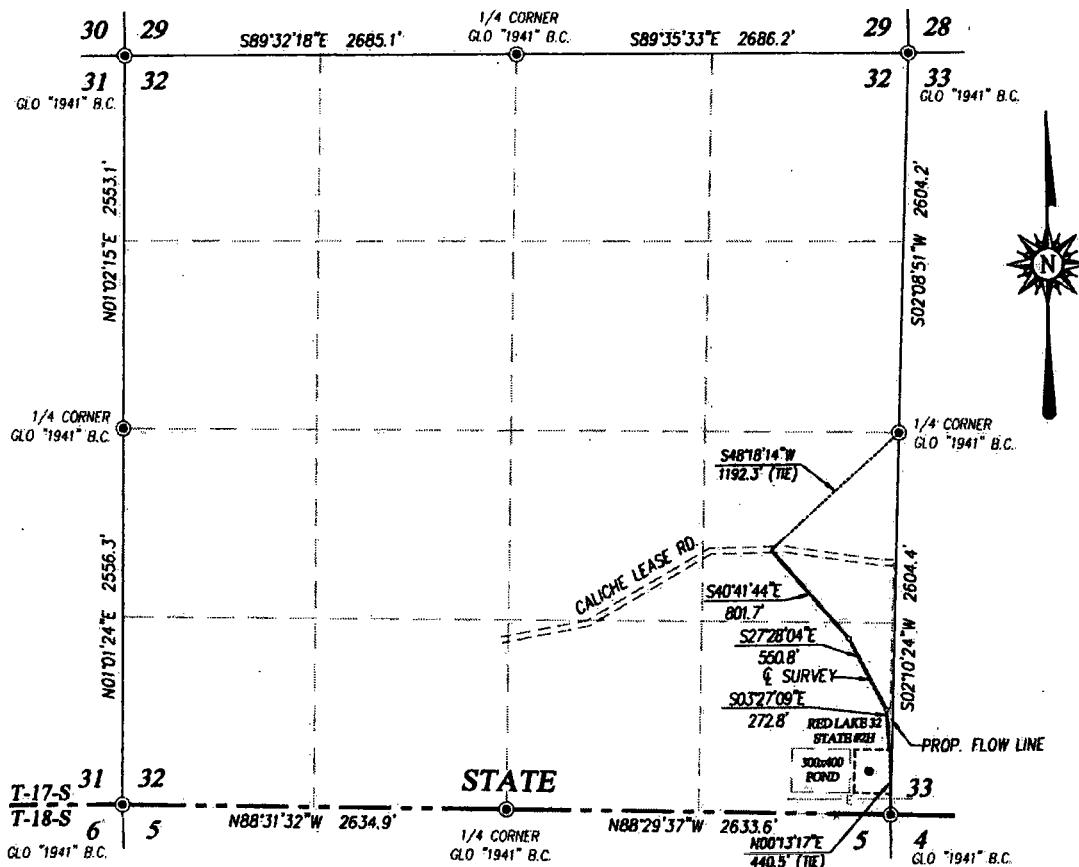 1/4 CORNER
30 29 S89°32'18"E 2685.1' GLO "1941" B.C. S89°35'33"E 2686.2' 29 28
31 32 32 33
GLO "1941" B.C. GLO "1941" B.C.
N01°02'15"E 2553.1'
S02°08'51"W 2604.2'
N
1/4 CORNER
GLO "1941" B.C.
1/4 CORNER
GLO "1941" B.C.
S48°18'14"W
1192.3' (TIE)
N01°01'24"E 2556.3'
CALICHE LEASE RD.
S02°10'24"W 2604.4'
S40°41'44"E
801.7'
S27°28'04"E
550.8'
℄ SURVEY
S03°27'09"E
272.8'
RED LAKE 32
STATE #2H
PROP. FLOW LINE
300x400
POND
31 32 STATE 33
T-17-S
T-18-S
6 5 N88°31'32"W 2634.9' 1/4 CORNER N88°29'37"W 2633.6' 5 4
GLO "1941" B.C. GLO "1941" B.C. GLO "1941" B.C.
N00°13'17"E
440.5' (TIE)